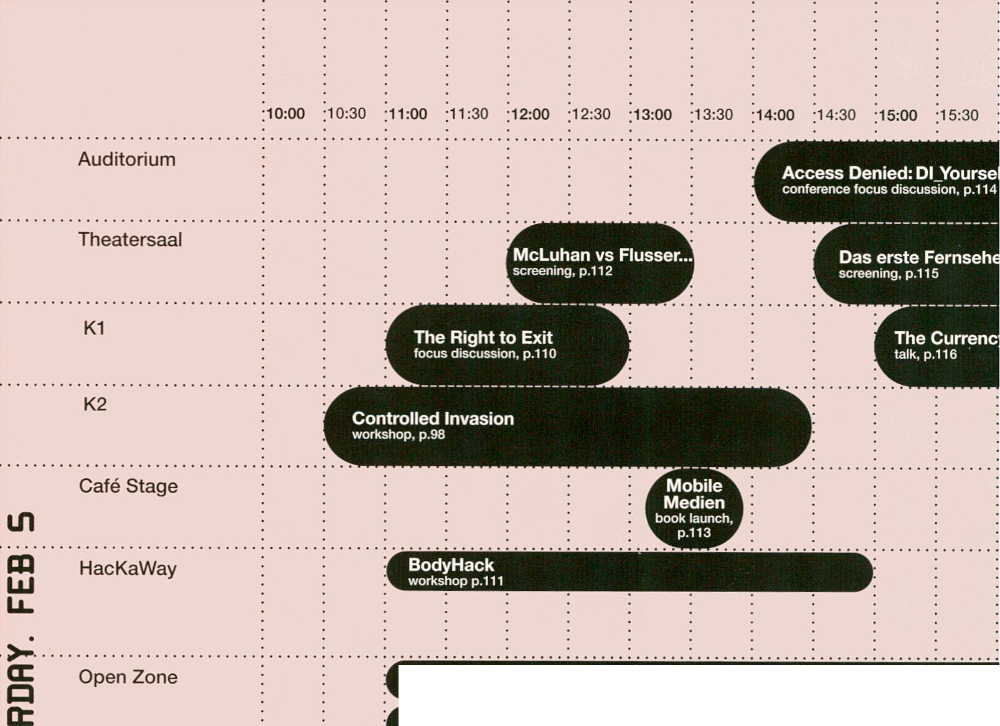 10:00 10:30 11:00 11:30 12:00 12:30 13:00 13:30 14:00 14:30 15:00 15:30
Auditorium
Access Denied: DI_Yoursel
conference focus discussion, p.114
Theatersaal
McLuhan vs Flusser...
screening, p.112
Das erste Fernsehe
screening, p.115
K1
The Right to Exit
focus discussion, p.110
The Currency
talk, p.116
K2
Controlled Invasion
workshop, p.98
Café Stage
Mobile
Medien
book launch,
p.113
HacKaWay
BodyHack
workshop p.111
Open Zone
RDAY. FEB 5